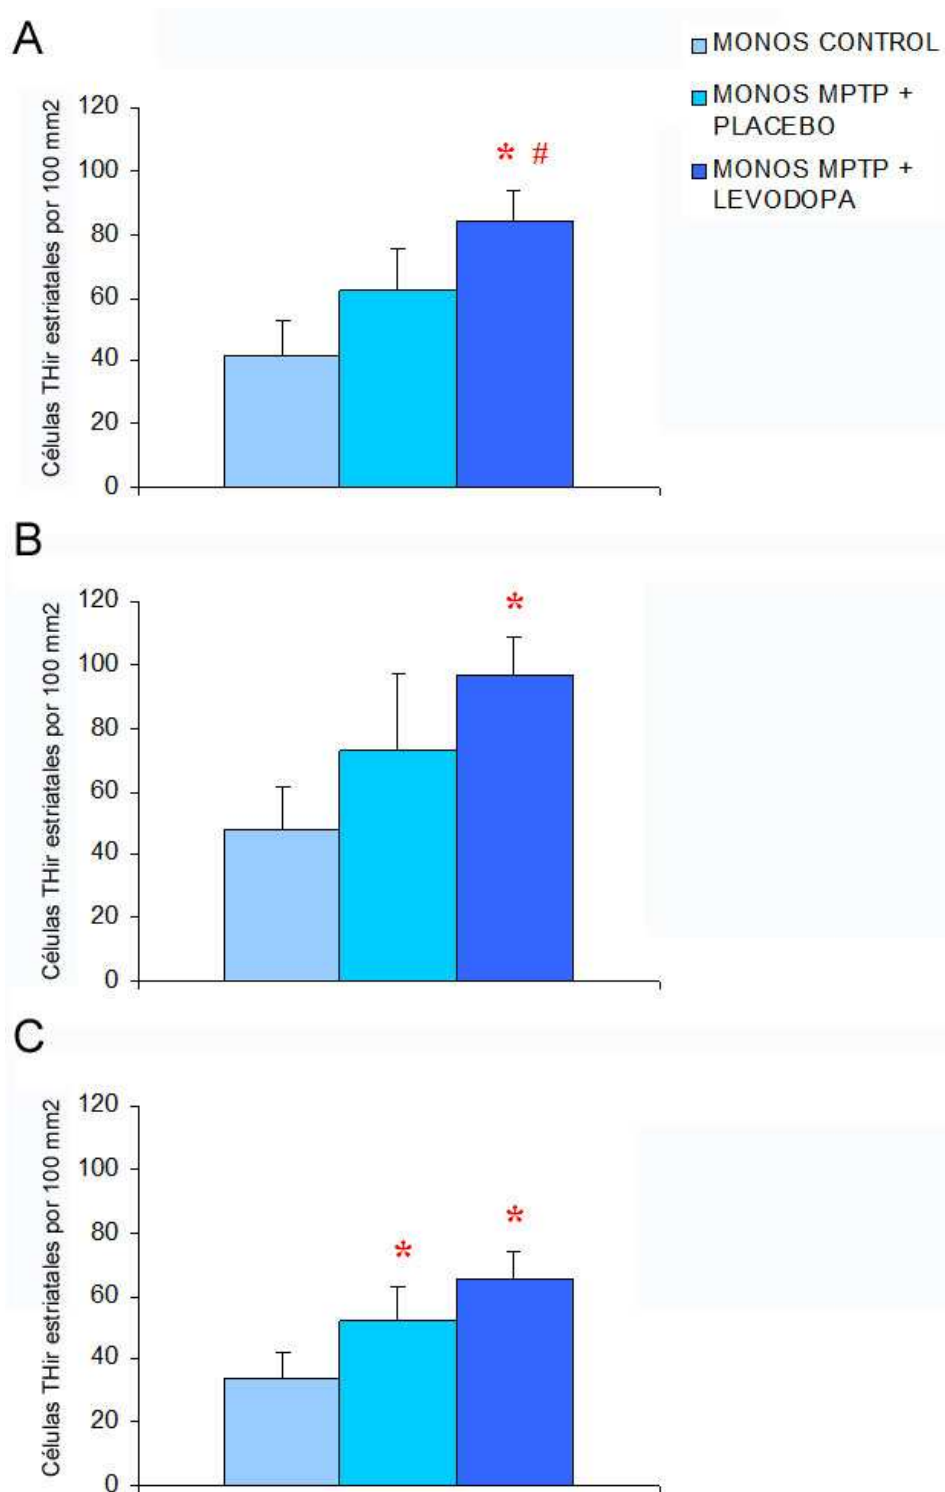 A
MONOS CONTROL
MONOS MPTP +
PLACEBO
MONOS MPTP +
LEVODOPA
Células THir estriatales por 100 mm2
120
100
80
60
40
20
0
* #
B
Células THir estriatales por 100 mm2
120
100
80
60
40
20
0
*
C
Células THir estriatales por 100 mm2
120
100
80
60
40
20
0
*
*